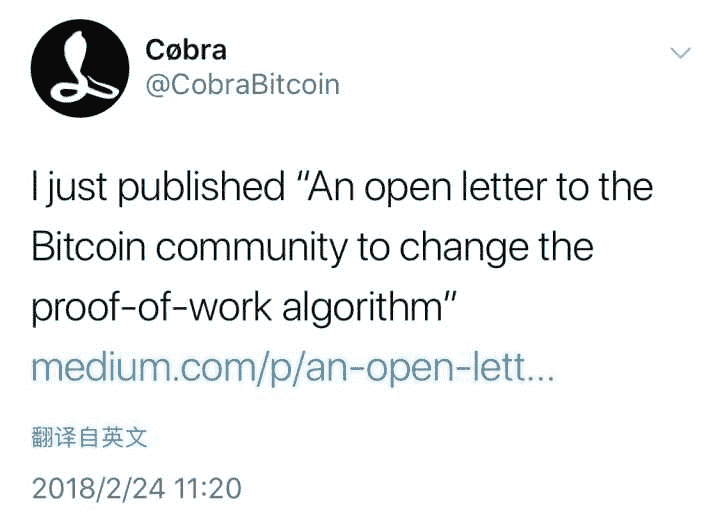 Cøbra
@CobraBitcoin
I just published "An open letter to the
Bitcoin community to change the
proof-of-work algorithm"
medium.com/p/an-open-lett...
翻译自英文
2018/2/24 11:20